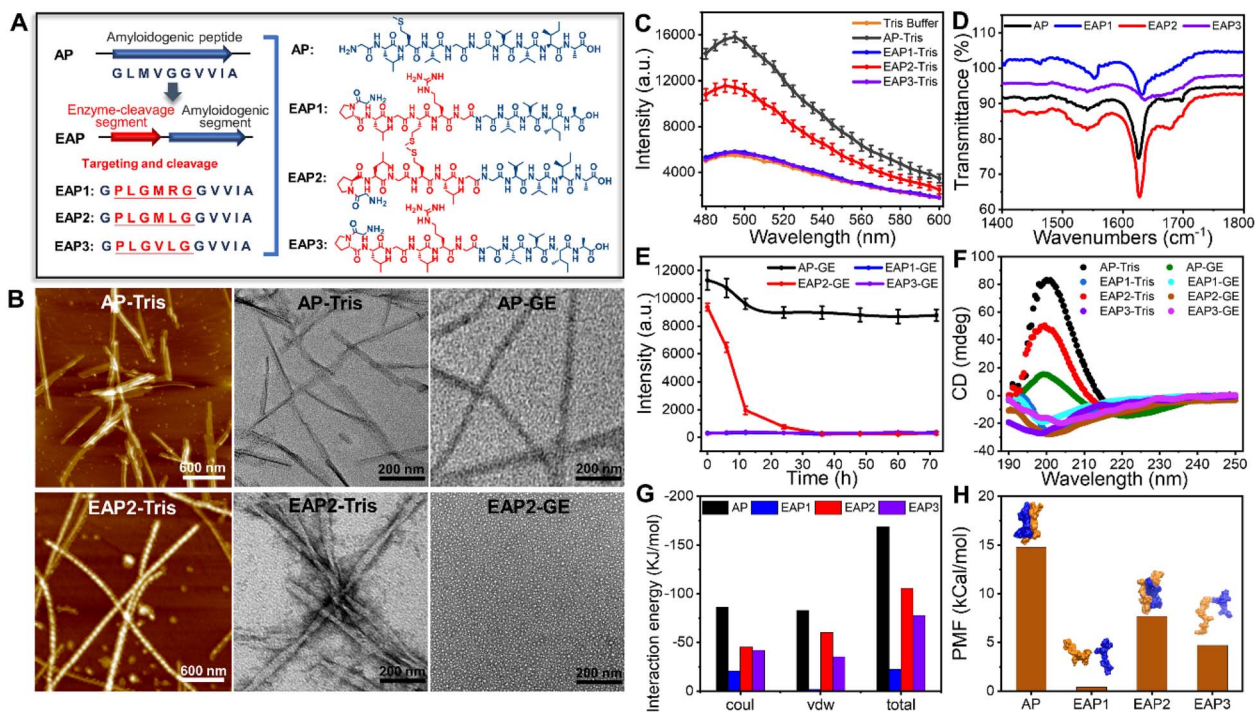 A
AP
Amyloidogenic peptide
G L M V G G V V I A
Enzyme-cleavage segment
Amyloidogenic segment
EAP
Targeting and cleavage
EAP1: G P L G M R G G V V I A
EAP2: G P L G M L G G V V I A
EAP3: G P L G V L G G V V I A
AP:
EAP1:
EAP2:
EAP3:
B
AP-Tris
600 nm
AP-Tris
200 nm
AP-GE
200 nm
EAP2-Tris
600 nm
EAP2-Tris
200 nm
EAP2-GE
200 nm
C
Tris Buffer
AP-Tris
EAP1-Tris
EAP2-Tris
EAP3-Tris
Intensity (a.u.)
16000
12000
8000
4000
480 500 520 540 560 580 600
Wavelength (nm)
D
AP EAP1 EAP2 EAP3
Transmittance (%)
110
100
90
80
70
60
1400 1500 1600 1700 1800
Wavenumbers (cm⁻¹)
E
AP-GE EAP1-GE
EAP2-GE EAP3-GE
Intensity (a.u.)
12000
10000
8000
6000
4000
2000
0
0 10 20 30 40 50 60 70
Time (h)
F
AP-Tris AP-GE
EAP1-Tris EAP1-GE
EAP2-Tris EAP2-GE
EAP3-Tris EAP3-GE
CD (mdeg)
100
80
60
40
20
0
-20
-40
190 200 210 220 230 240 250
Wavelength (nm)
G
AP EAP1 EAP2 EAP3
Interaction energy (KJ/mol)
-200
-150
-100
-50
0
coul vdw total
H
PMF (kCal/mol)
20
15
10
5
0
AP EAP1 EAP2 EAP3